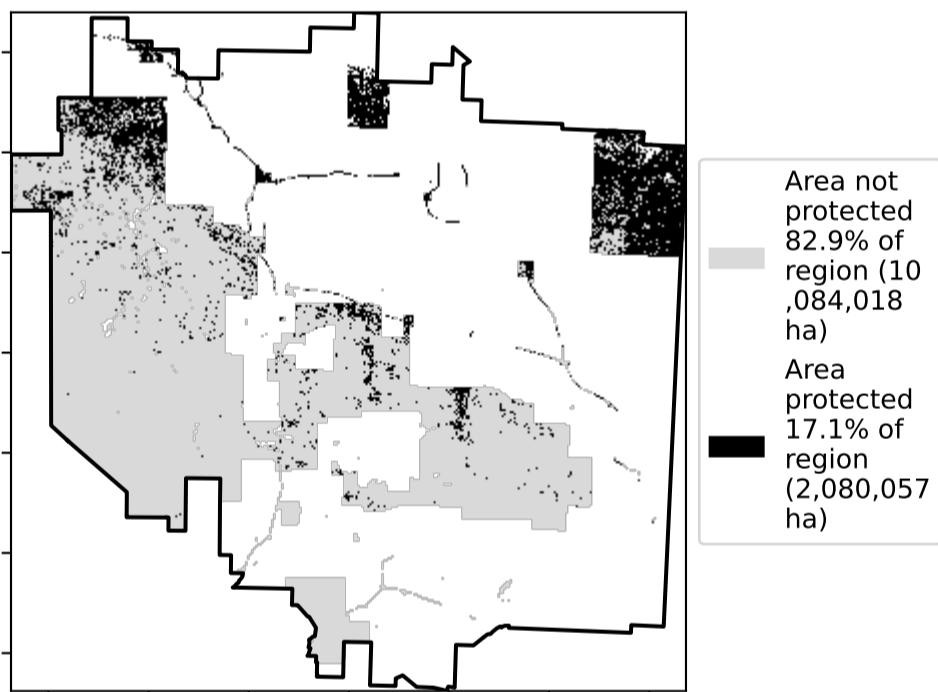 Area not
protected
82.9% of
region (10
,084,018
ha)
Area
protected
17.1% of
region
(2,080,057
ha)